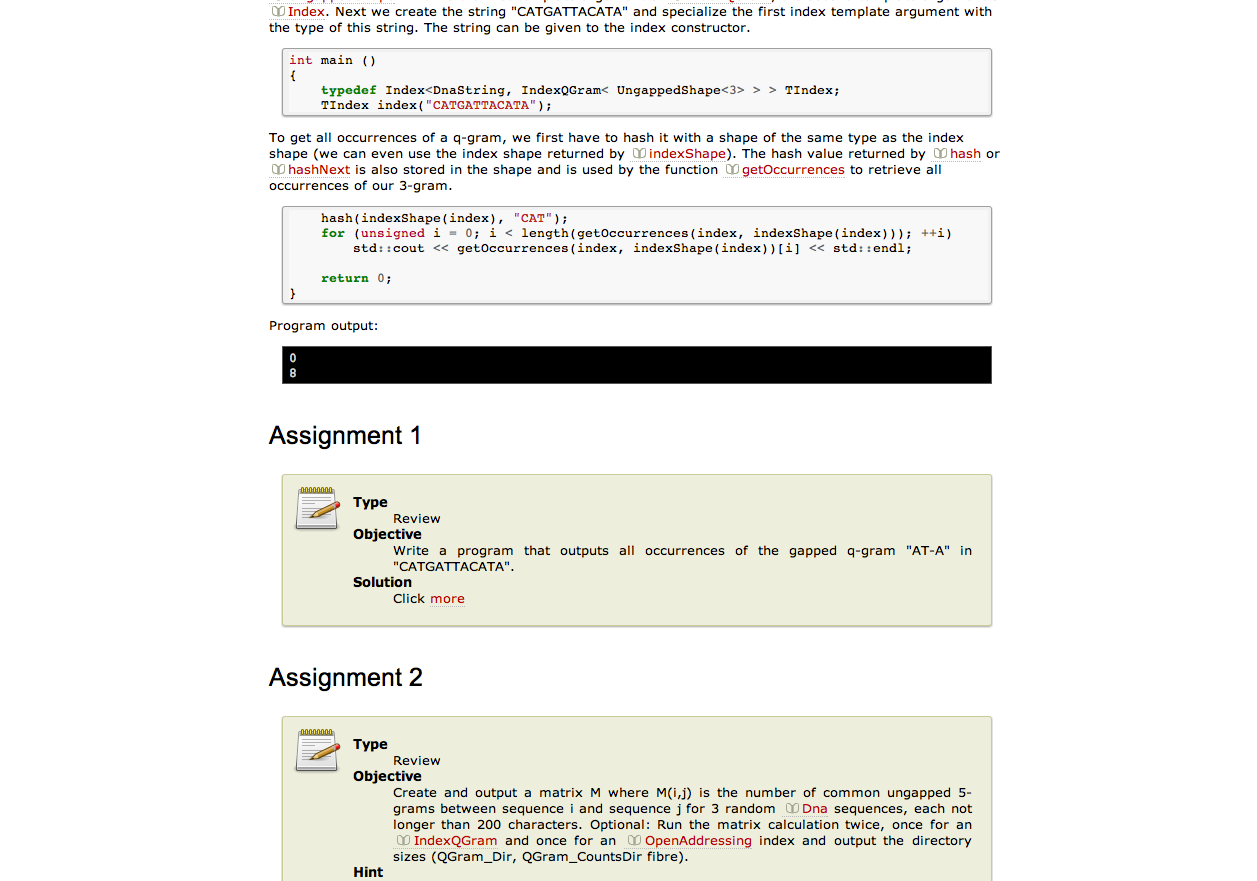 Index. Next we create the string "CATGATTACATA" and specialize the first index template argument with
the type of this string. The string can be given to the index constructor.
int main ()
{
    typedef Index<DnaString, IndexQGram< UngappedShape<3> > > TIndex;
    TIndex index("CATGATTACATA");
To get all occurrences of a q-gram, we first have to hash it with a shape of the same type as the index
shape (we can even use the index shape returned by indexShape). The hash value returned by hash or
hashNext is also stored in the shape and is used by the function getOccurrences to retrieve all
occurrences of our 3-gram.
    hash(indexShape(index), "CAT");
    for (unsigned i = 0; i < length(getOccurrences(index, indexShape(index))); ++i)
        std::cout << getOccurrences(index, indexShape(index))[i] << std::endl;
    return 0;
}
Program output:
0
8
Assignment 1
Type
Review
Objective
Write a program that outputs all occurrences of the gapped q-gram "AT-A" in
"CATGATTACATA".
Solution
Click more
Assignment 2
Type
Review
Objective
Create and output a matrix M where M(i,j) is the number of common ungapped 5-
grams between sequence i and sequence j for 3 random Dna sequences, each not
longer than 200 characters. Optional: Run the matrix calculation twice, once for an
IndexQGram and once for an OpenAddressing index and output the directory
sizes (QGram_Dir, QGram_CountsDir fibre).
Hint